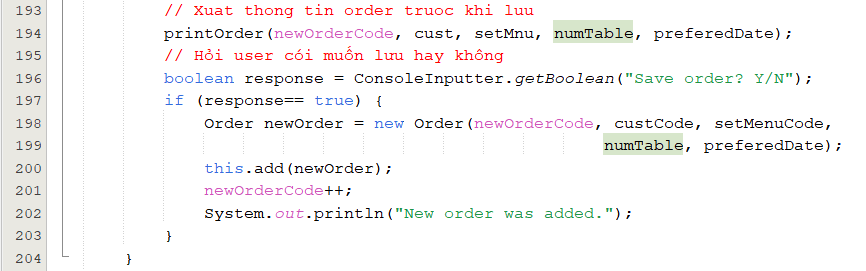 193 // Xuat thong tin order truoc khi luu
194 printOrder(newOrderCode, cust, setMnu, numTable, preferedDate);
195 // Hỏi user cói muốn lưu hay không
196 boolean response = ConsoleInputter.getBoolean("Save order? Y/N");
197 if (response== true) {
198 Order newOrder = new Order(newOrderCode, custCode, setMenuCode,
199 numTable, preferedDate);
200 this.add(newOrder);
201 newOrderCode++;
202 System.out.println("New order was added.");
203 }
204 }